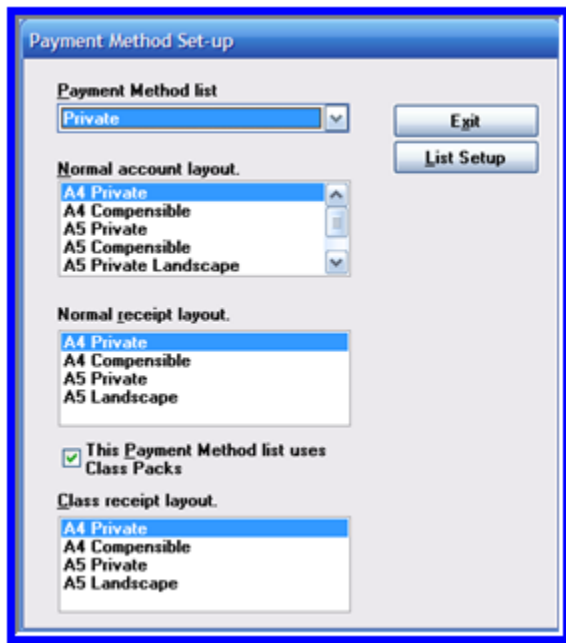 Payment Method Set-up
Payment Method list
Private
Exit
List Setup
Normal account layout.
A4 Private
A4 Compensible
A5 Private
A5 Compensible
A5 Private Landscape
Normal receipt layout.
A4 Private
A4 Compensible
A5 Private
A5 Landscape
This Payment Method list uses
Class Packs
Class receipt layout.
A4 Private
A4 Compensible
A5 Private
A5 Landscape